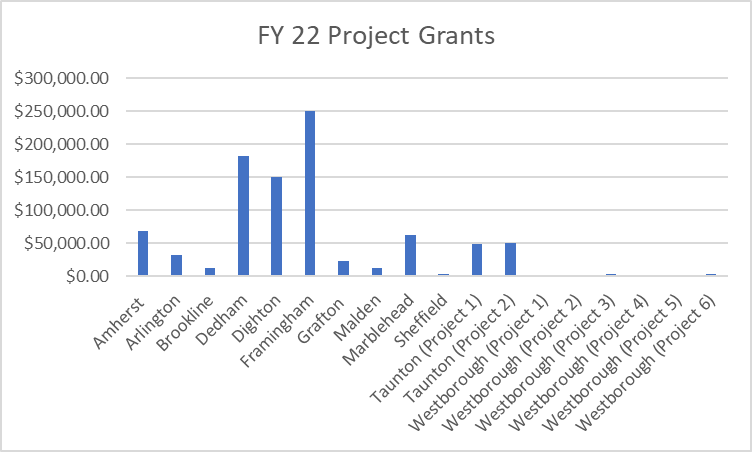 FY 22 Project Grants
$300,000.00
$250,000.00
$200,000.00
$150,000.00
$100,000.00
$50,000.00
$0.00
Amherst
Arlington
Brookline
Dedham
Dighton
Framingham
Grafton
Malden
Marblehead
Sheffield
Taunton (Project 1)
Taunton (Project 2)
Westborough (Project 1)
Westborough (Project 2)
Westborough (Project 3)
Westborough (Project 4)
Westborough (Project 5)
Westborough (Project 6)